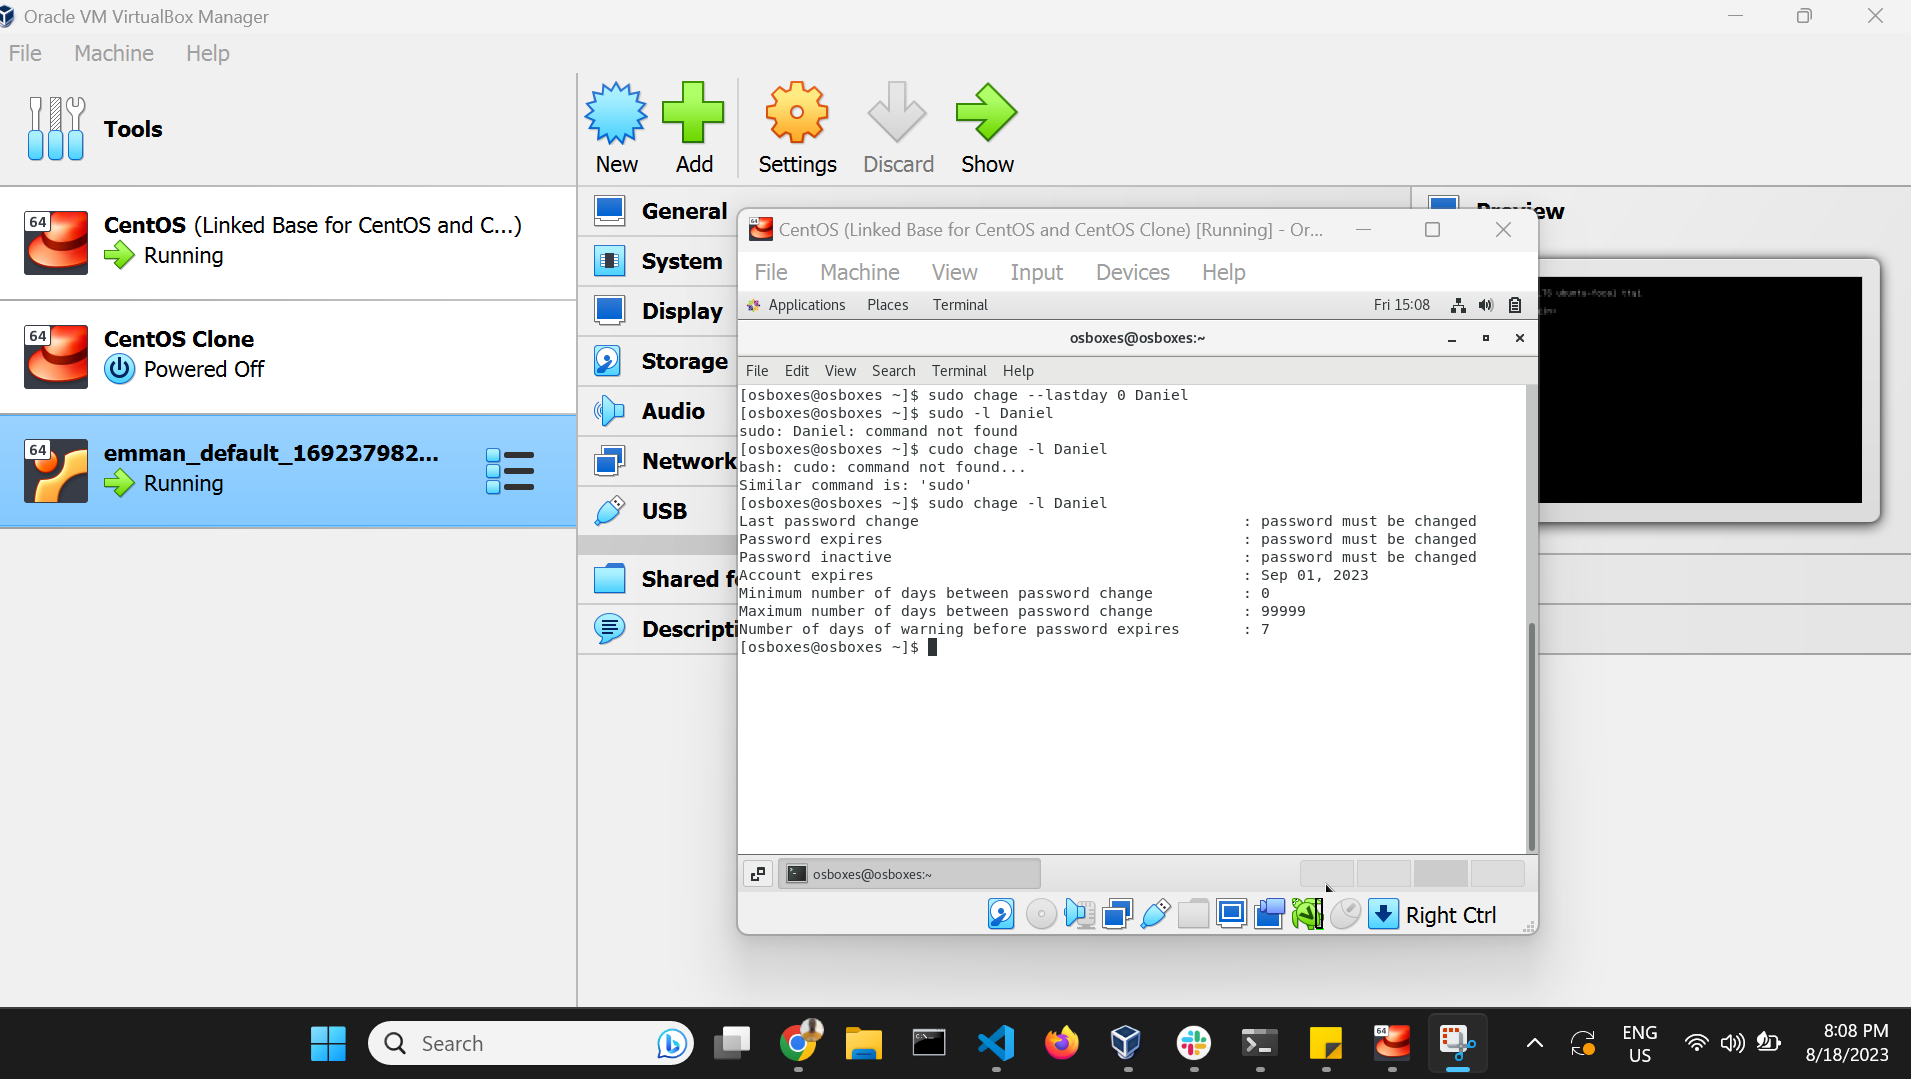 Oracle VM VirtualBox Manager
File Machine Help
Tools
New Add Settings Discard Show
64
CentOS (Linked Base for CentOS and C...)
Running
64
CentOS Clone
Powered Off
64
emman_default_169237982...
Running
General
System
Display
Storage
Audio
Network
USB
Shared f
Descripti
Preview
CentOS (Linked Base for CentOS and CentOS Clone) [Running] - Or...
File Machine View Input Devices Help
Applications Places Terminal Fri 15:08
osboxes@osboxes:~
File Edit View Search Terminal Help
[osboxes@osboxes ~]$ sudo chage --lastday 0 Daniel
[osboxes@osboxes ~]$ sudo -l Daniel
sudo: Daniel: command not found
[osboxes@osboxes ~]$ cudo chage -l Daniel
bash: cudo: command not found...
Similar command is: 'sudo'
[osboxes@osboxes ~]$ sudo chage -l Daniel
Last password change : password must be changed
Password expires : password must be changed
Password inactive : password must be changed
Account expires : Sep 01, 2023
Minimum number of days between password change : 0
Maximum number of days between password change : 99999
Number of days of warning before password expires : 7
[osboxes@osboxes ~]$
osboxes@osboxes:~
Right Ctrl
Search
64
ENG
US
8:08 PM
8/18/2023